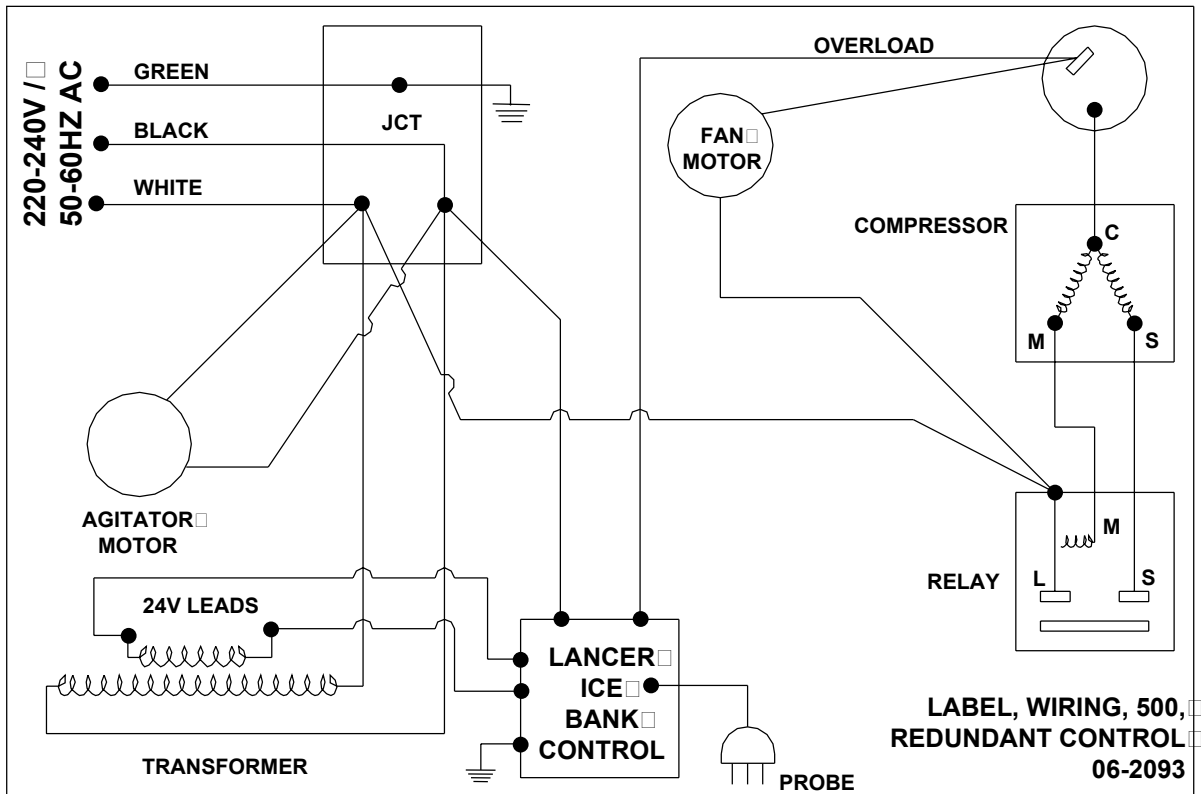 220-240V /□
50-60HZ AC
GREEN
BLACK
WHITE
JCT
OVERLOAD
FAN□
MOTOR
COMPRESSOR
C
M
S
AGITATOR□
MOTOR
RELAY
M
L
S
24V LEADS
TRANSFORMER
LANCER□
ICE□
BANK□
CONTROL
PROBE
LABEL, WIRING, 500,□
REDUNDANT CONTROL□
06-2093